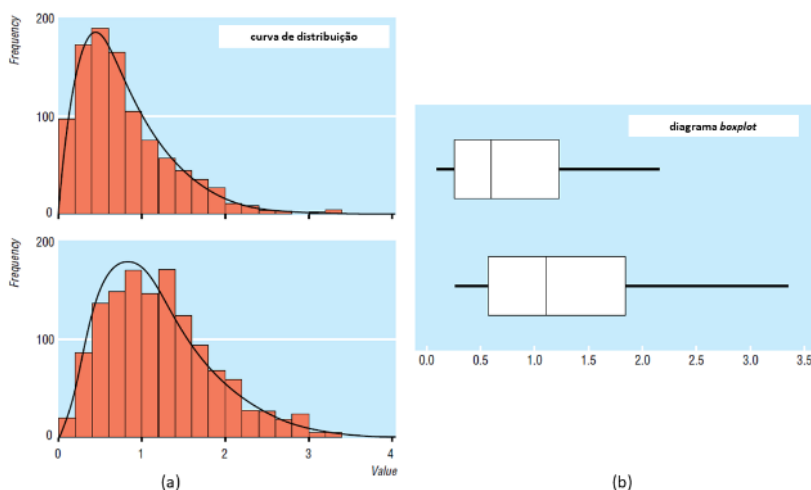 Frequency
200
100
0
curva de distribuição
Frequency
200
100
0
0 1 2 3 4
Value
(a)
diagrama boxplot
0.0 0.5 1.0 1.5 2.0 2.5 3.0 3.5
(b)